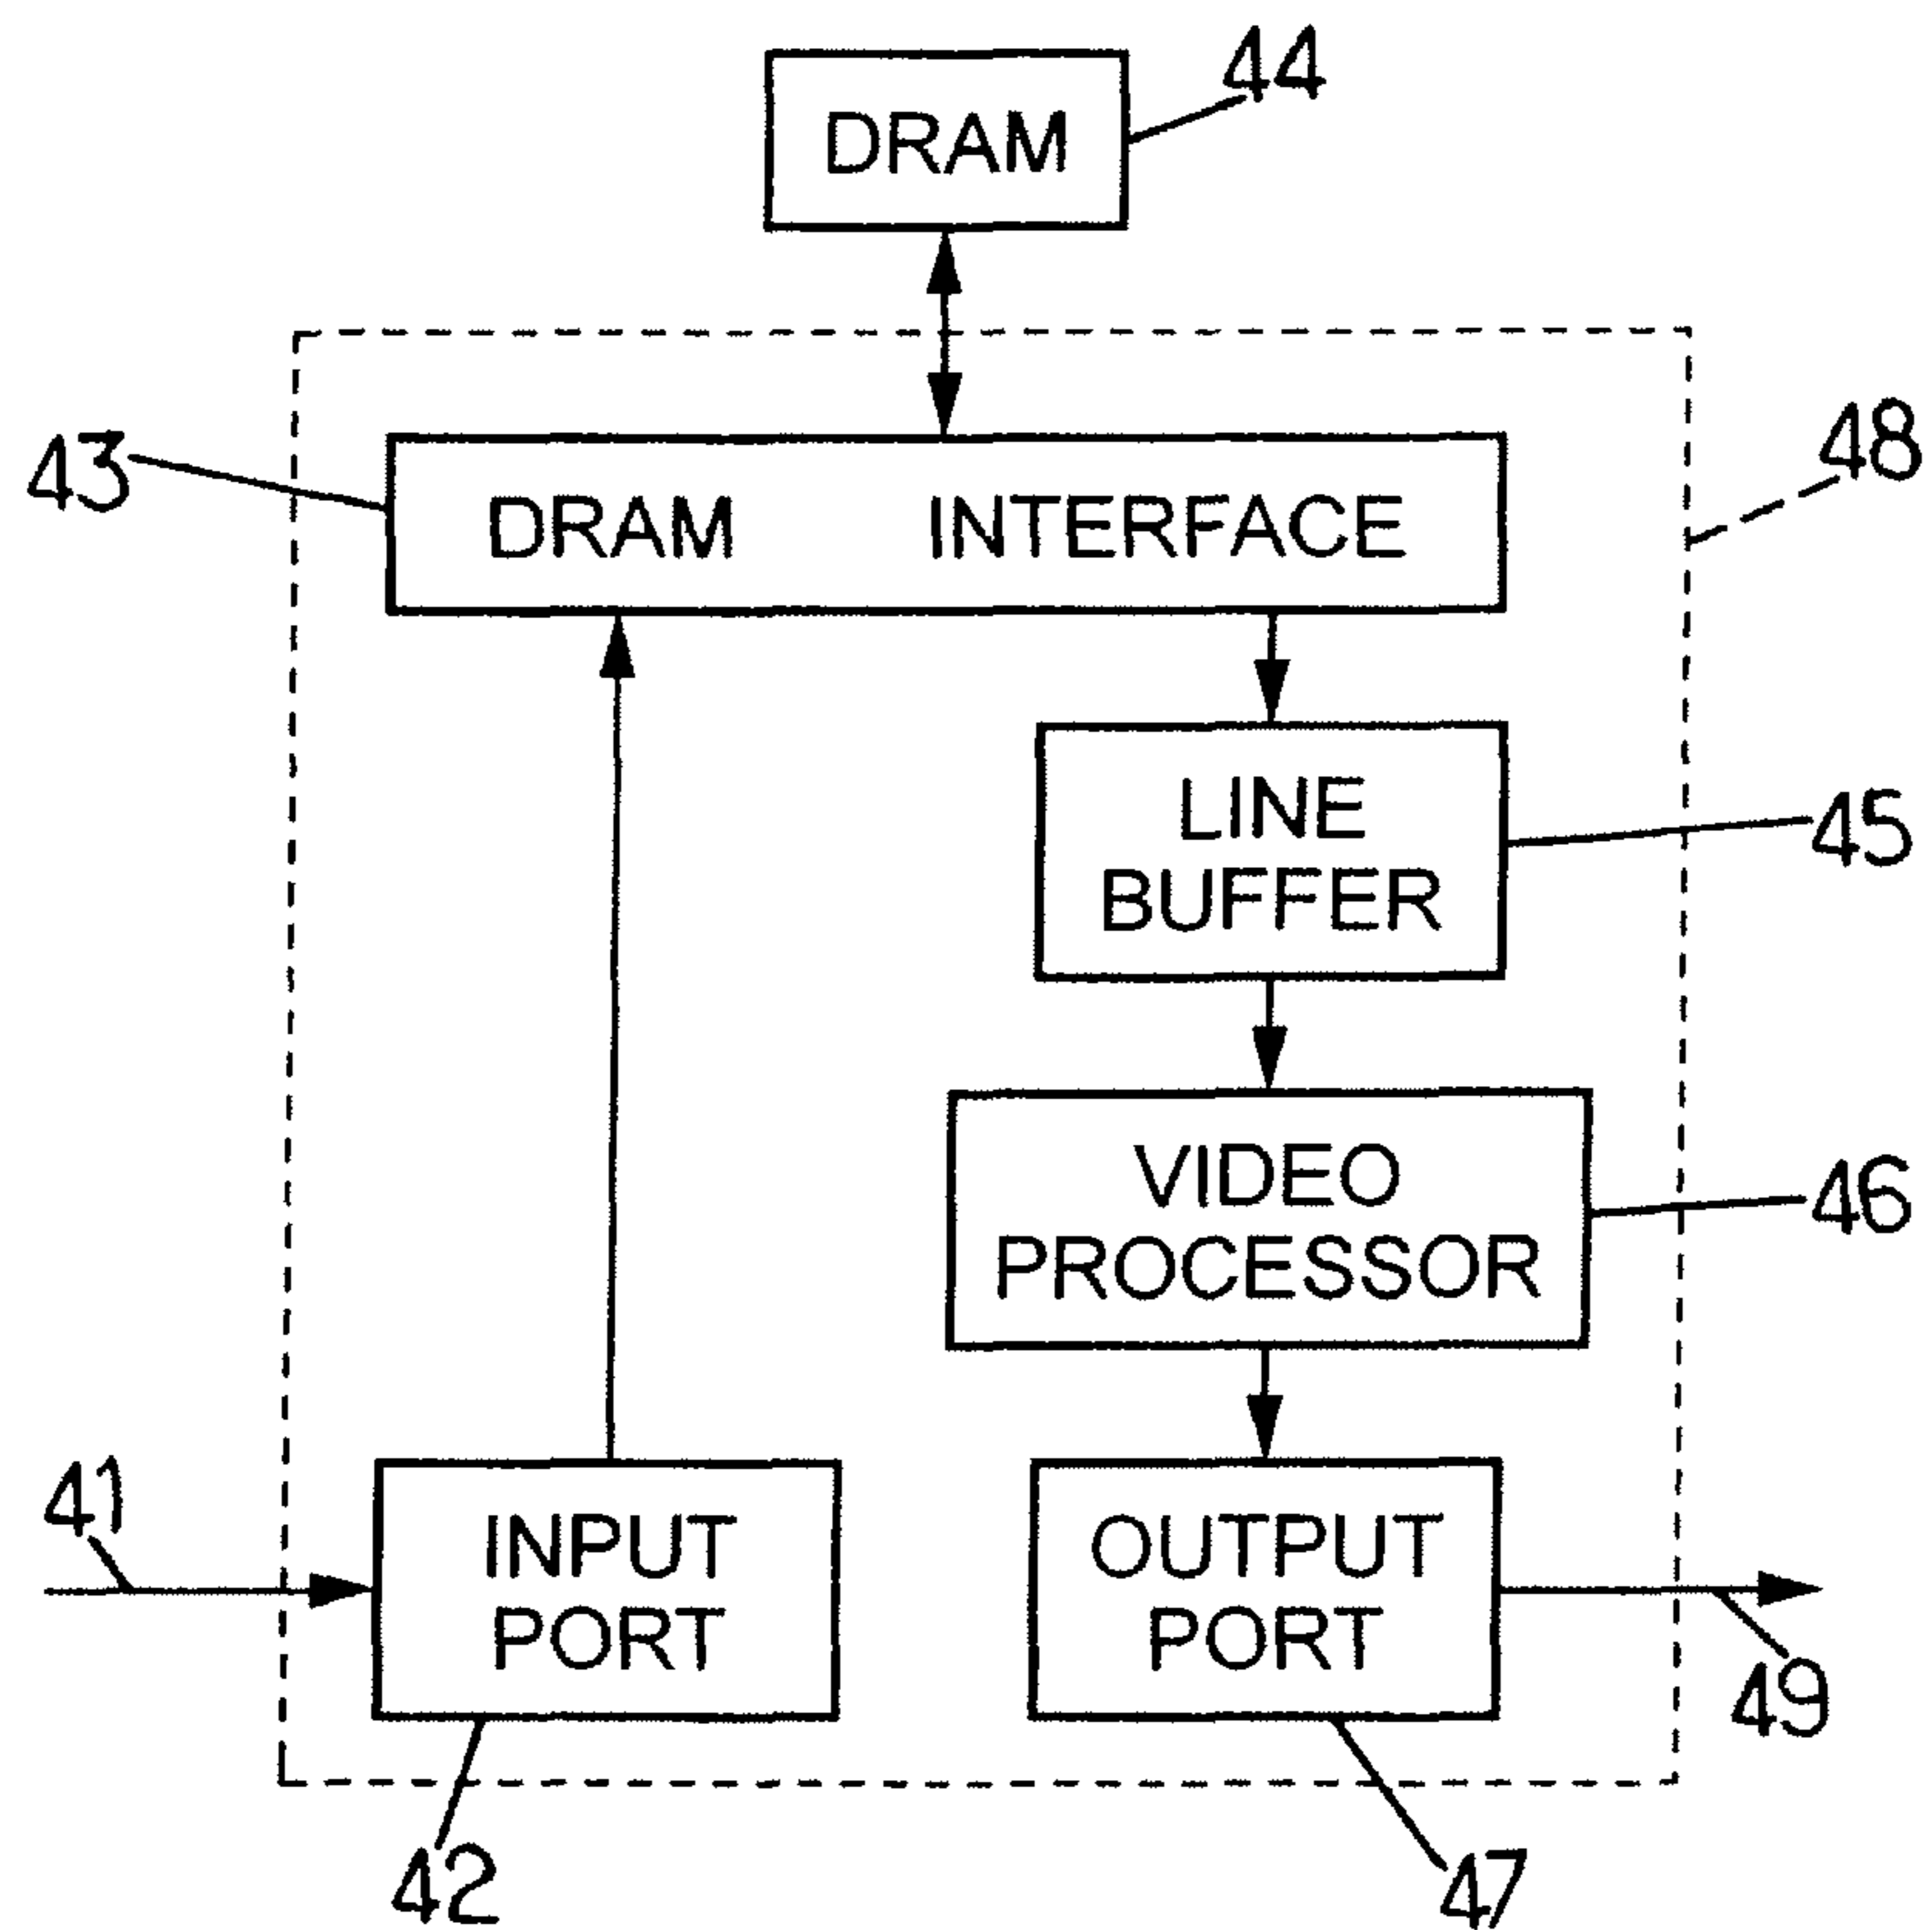 44
DRAM
48
43
DRAM INTERFACE
LINE
BUFFER
45
VIDEO
PROCESSOR
46
41
INPUT
PORT
OUTPUT
PORT
49
42
47